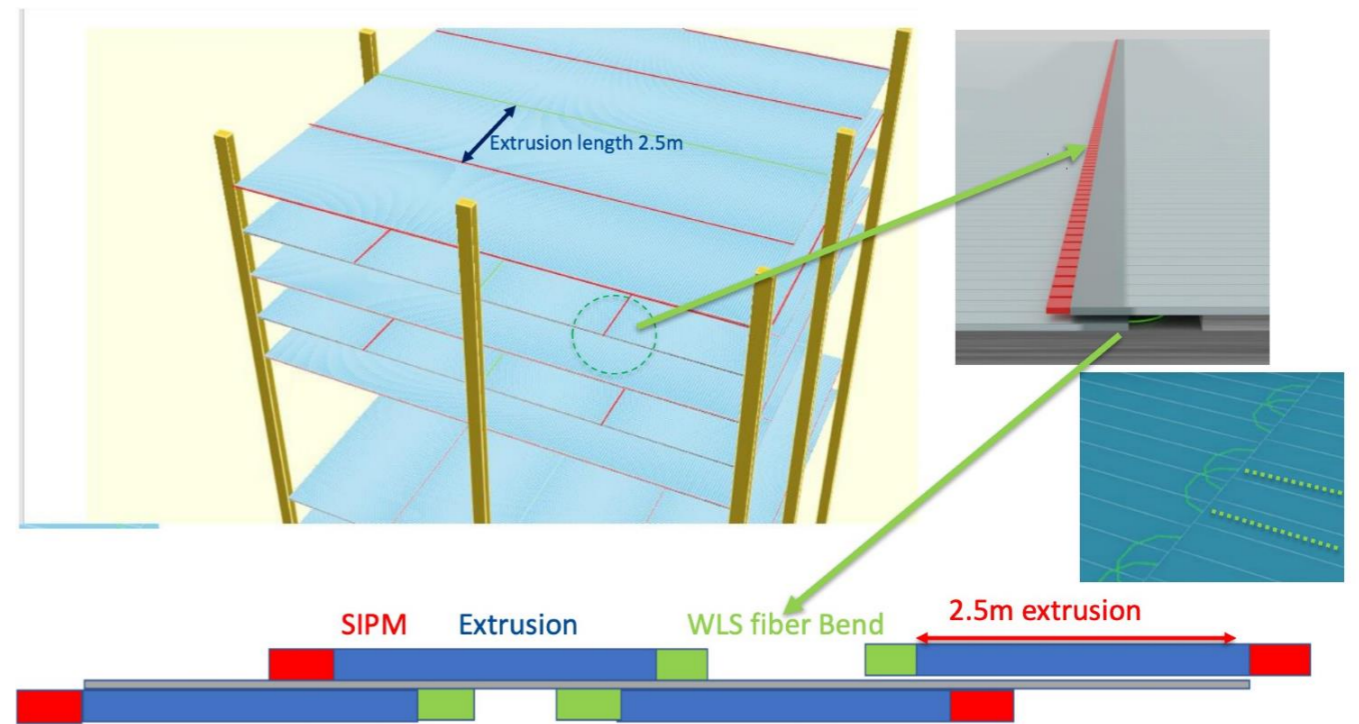 Extrusion length 2.5m
SIPM
Extrusion
WLS fiber Bend
2.5m extrusion